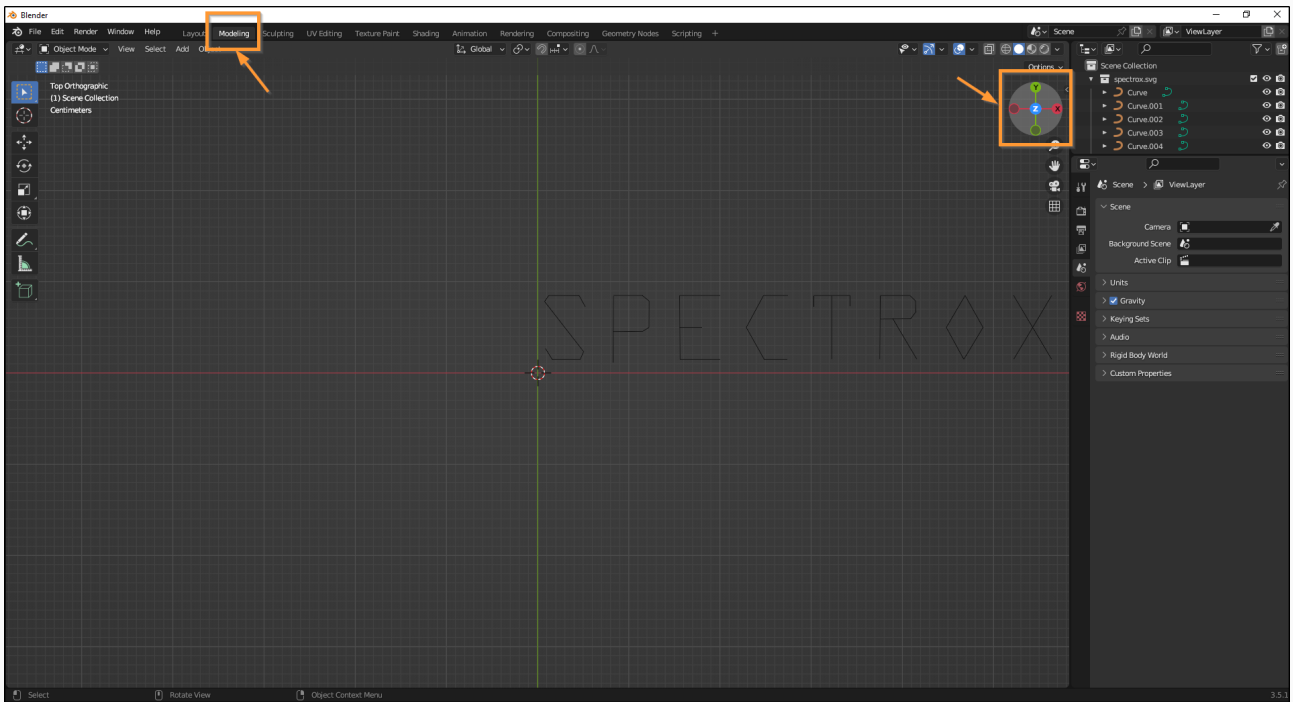 Blender
File Edit Render Window Help Layout Modeling Sculpting UV Editing Texture Paint Shading Animation Rendering Compositing Geometry Nodes Scripting + Scene ViewLayer
Object Mode View Select Add Global
Options
Top Orthographic
(1) Scene Collection
Centimeters
Y
Z X
SPECTROX
Scene Collection
spectrox.svg
Curve
Curve.001
Curve.002
Curve.003
Curve.004
Scene > ViewLayer
Scene
Camera
Background Scene
Active Clip
Units
Gravity
Keying Sets
Audio
Rigid Body World
Custom Properties
Select Rotate View Object Context Menu 3.5.1